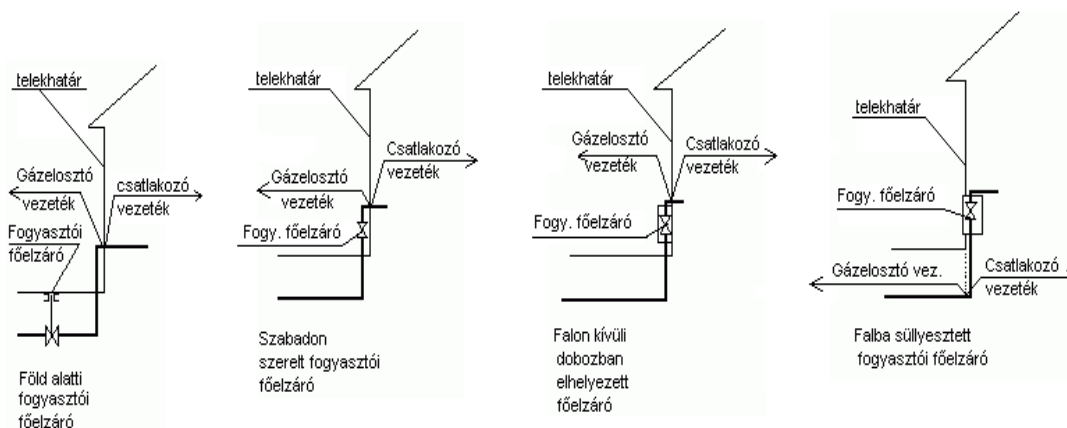 telekhatár
Gázelosztó
vezeték
csatlakozó
vezeték
Fogyasztói
főelzáró
Föld alatti
fogyasztói
főelzáró
telekhatár
Gázelosztó
vezeték
Csatlakozó
vezeték
Fogy. főelzáró
Szabadon
szerelt fogyasztói
főelzáró
telekhatár
Gázelosztó
vezeték
Csatlakozó
vezeték
Fogy. főelzáró
Falon kívüli
dobozban
elhelyezett
főelzáró
telekhatár
Fogy. főelzáró
Gázelosztó vez.
Csatlakozó .
vezeték
Falba süllyesztett
fogyasztói főelzáró